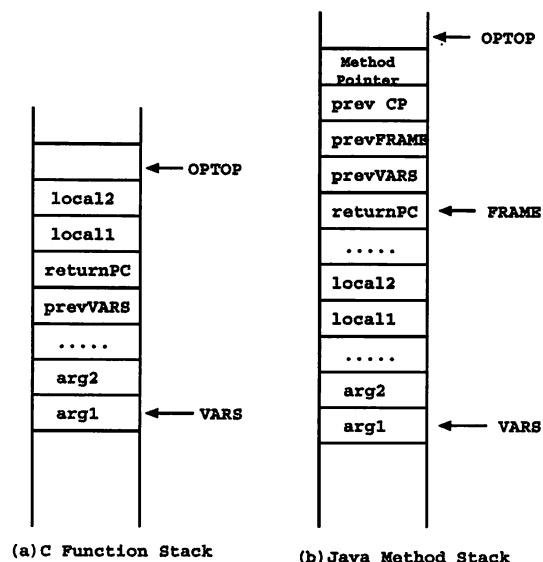 OPTOP
local2
local1
returnPC
prevVARS
.....
arg2
arg1
VARS
(a)C Function Stack
OPTOP
Method
Pointer
prev CP
prevFRAME
prevVARS
returnPC
FRAME
.....
local2
local1
.....
arg2
arg1
VARS
(b)Java Method Stack